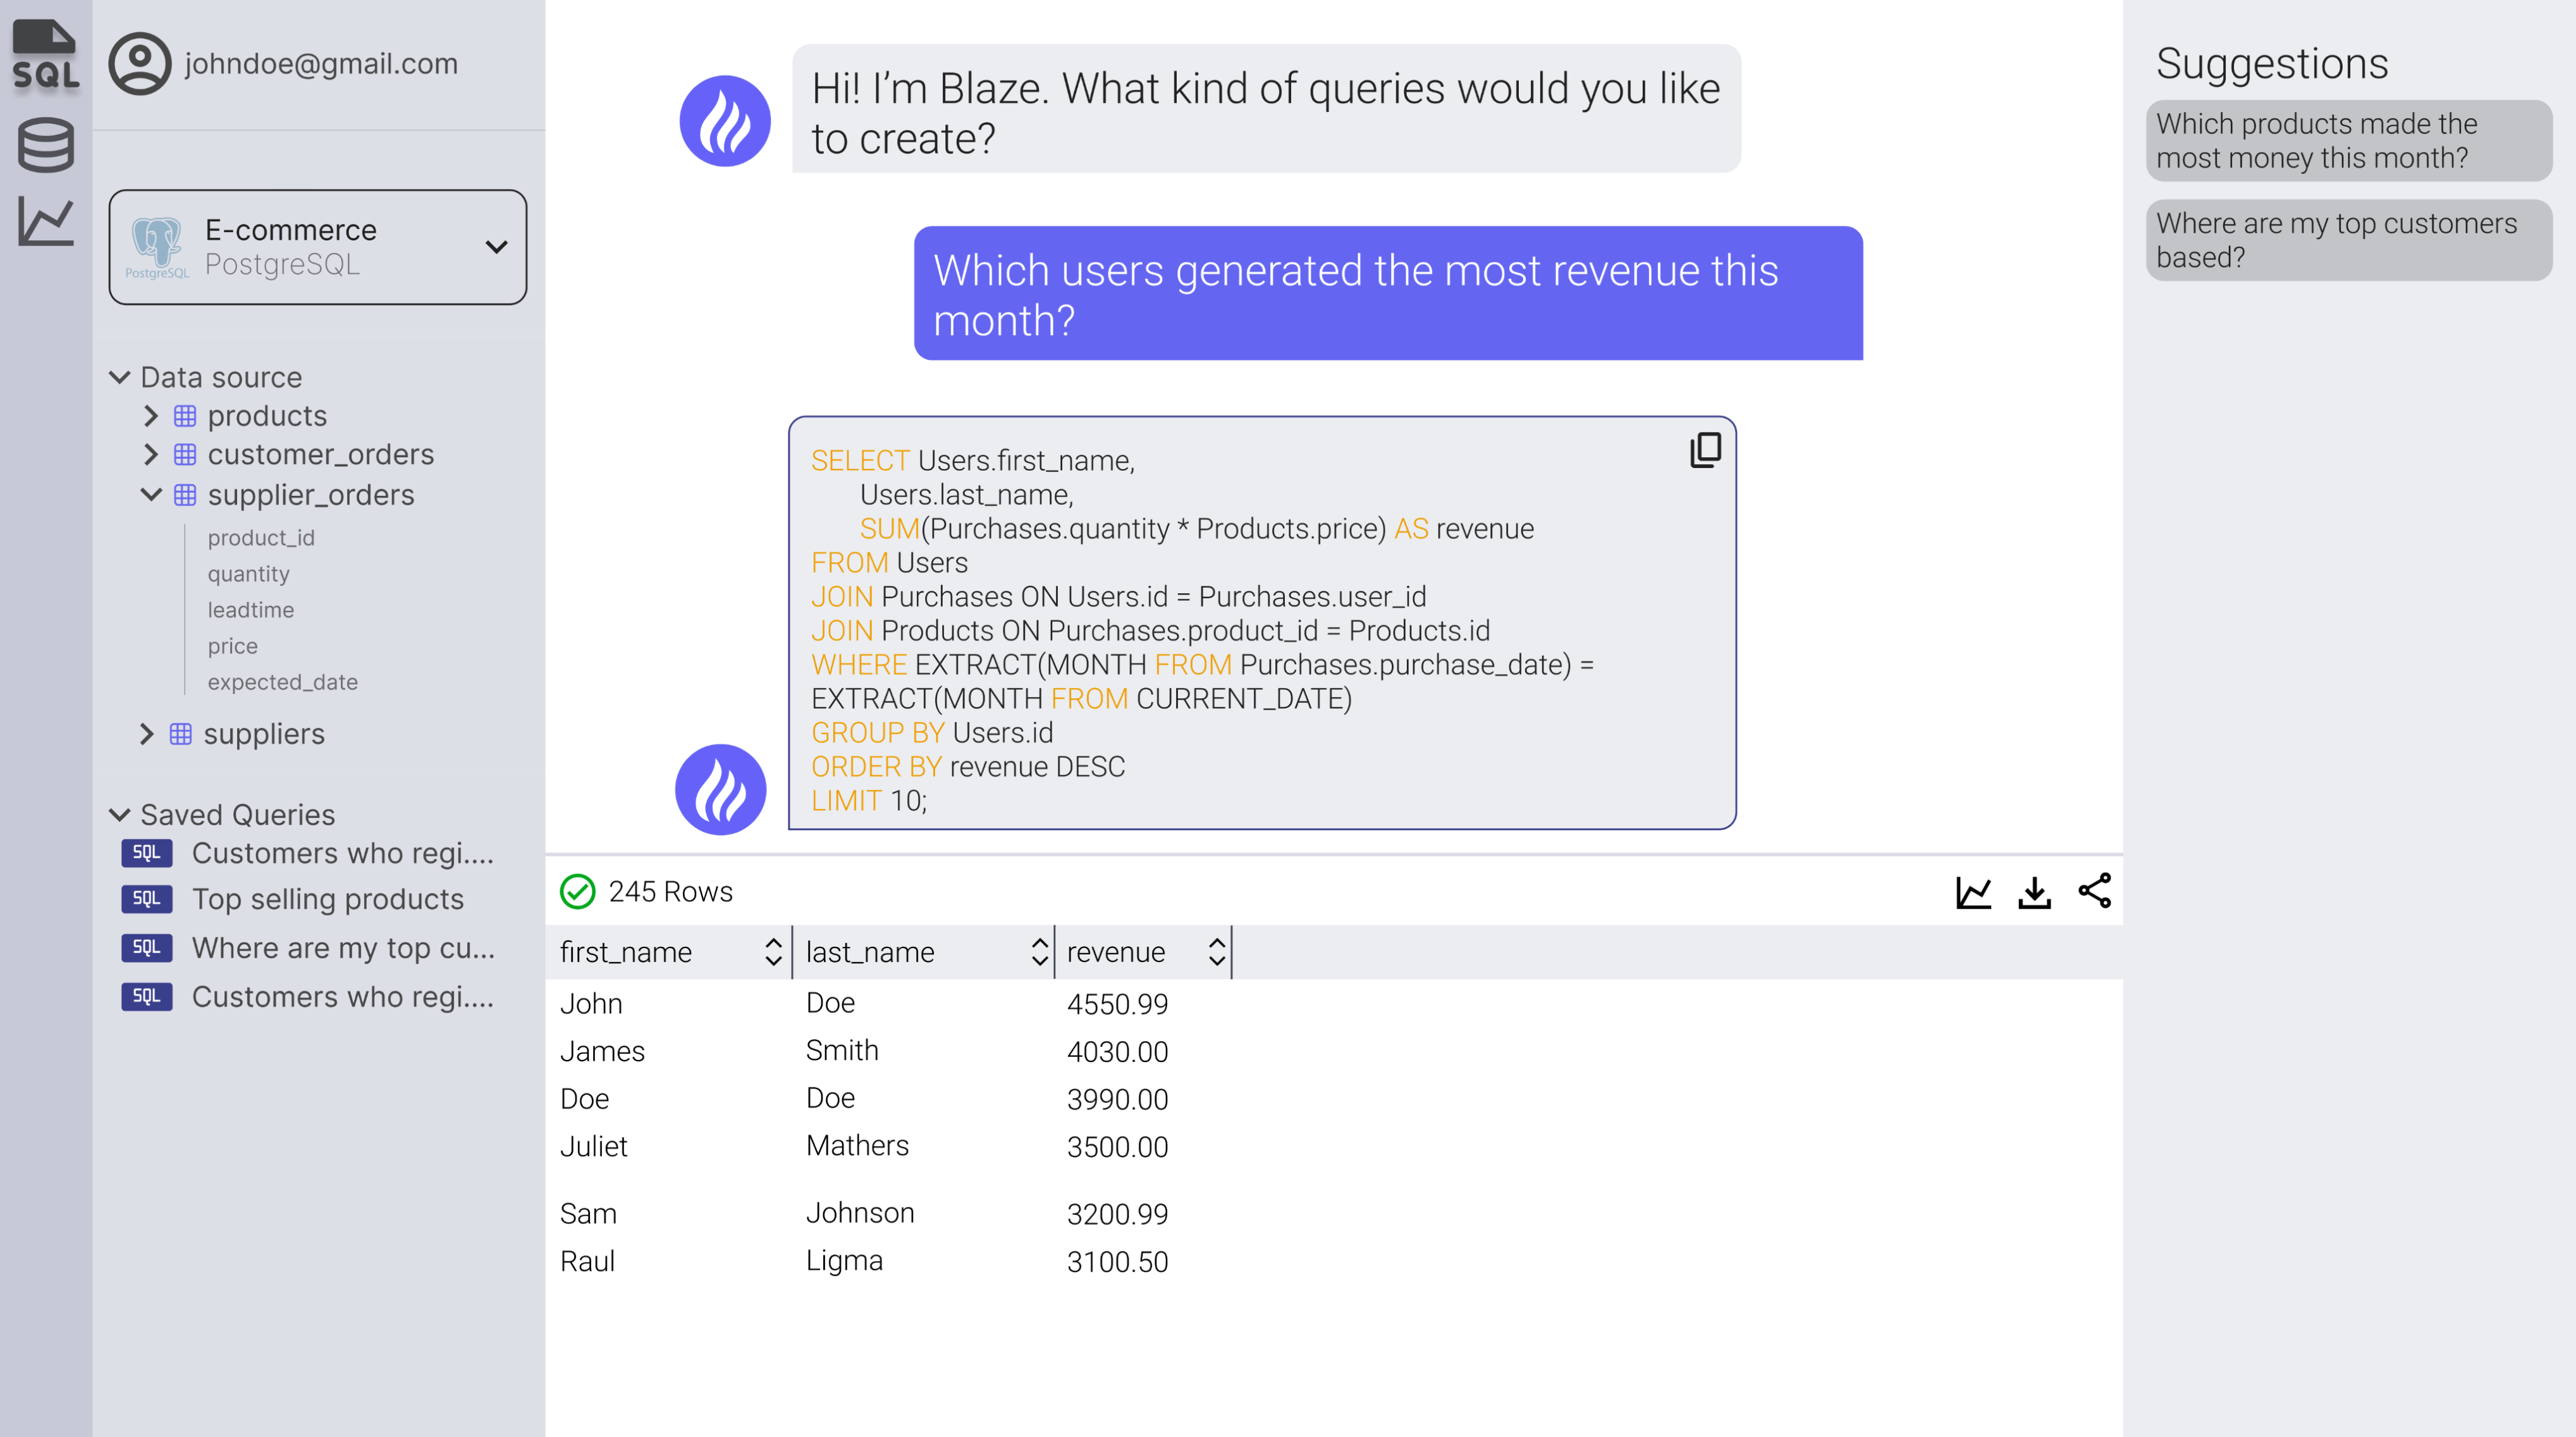 SQL
johndoe@gmail.com
PostgreSQL
E-commerce
PostgreSQL
Data source
products
customer_orders
supplier_orders
product_id
quantity
leadtime
price
expected_date
suppliers
Saved Queries
SQL Customers who regi....
SQL Top selling products
SQL Where are my top cu...
SQL Customers who regi....
Hi! I’m Blaze. What kind of queries would you like
to create?
Which users generated the most revenue this
month?
SELECT Users.first_name,
Users.last_name,
SUM(Purchases.quantity * Products.price) AS revenue
FROM Users
JOIN Purchases ON Users.id = Purchases.user_id
JOIN Products ON Purchases.product_id = Products.id
WHERE EXTRACT(MONTH FROM Purchases.purchase_date) =
EXTRACT(MONTH FROM CURRENT_DATE)
GROUP BY Users.id
ORDER BY revenue DESC
LIMIT 10;
245 Rows
first_name last_name revenue
John Doe 4550.99
James Smith 4030.00
Doe Doe 3990.00
Juliet Mathers 3500.00
Sam Johnson 3200.99
Raul Ligma 3100.50
Suggestions
Which products made the
most money this month?
Where are my top customers
based?